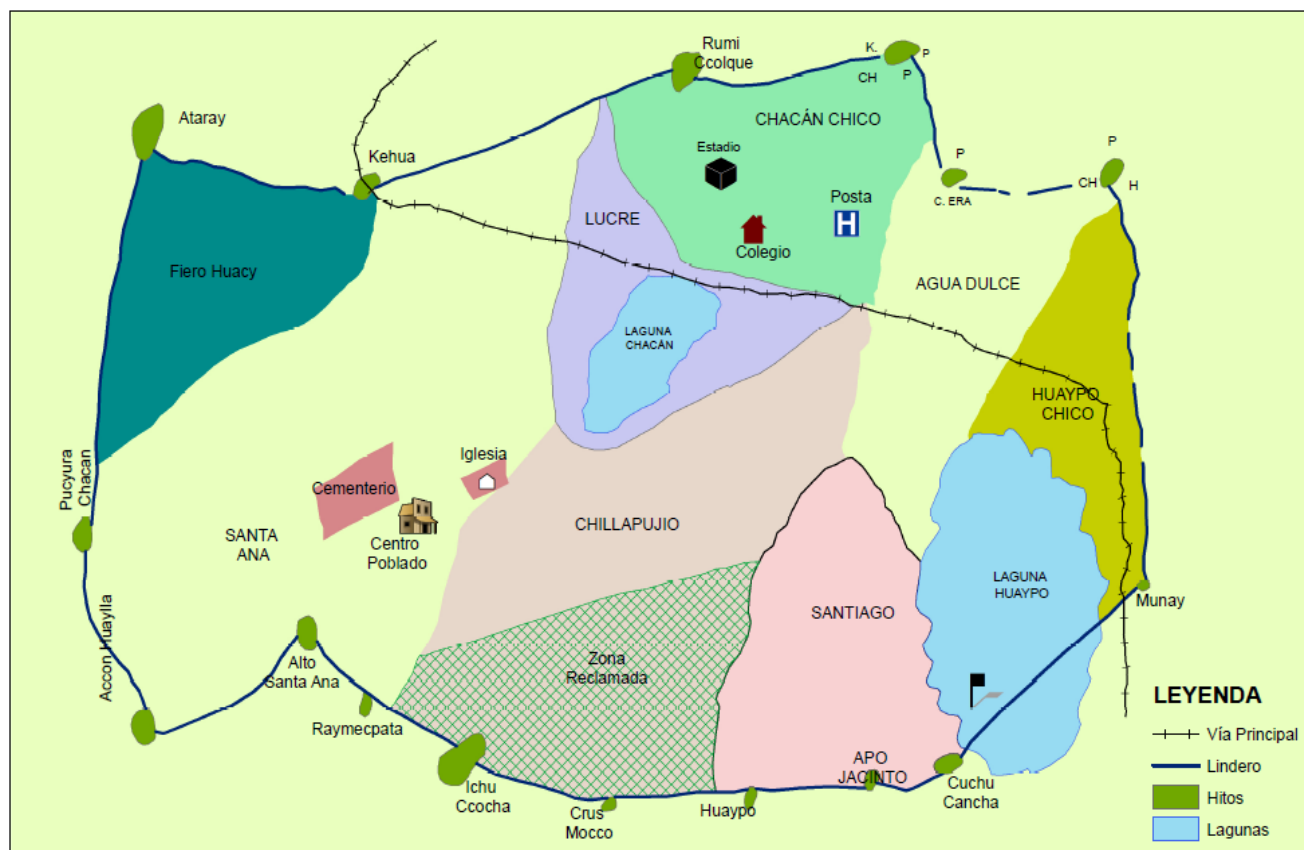 Rumi
Ccolque
K.
P
CH
P
Ataray
CHACÁN CHICO
Estadio
Kehua
P
P
C. ERA
CH
H
LUCRE
Posta
H
Colegio
Fiero Huacy
AGUA DULCE
LAGUNA
CHACÁN
HUAYPO
CHICO
Pucyura
Chacan
Iglesia
Cementerio
SANTA
ANA
Centro
Poblado
CHILLAPUJIO
LAGUNA
HUAYPO
Munay
SANTIAGO
Accon Huaylla
Alto
Santa Ana
Zona
Reclamada
Raymecpata
Ichu
Ccocha
Crus
Mocco
Huaypo
APO
JACINTO
Cuchu
Cancha
LEYENDA
Vía Principal
Lindero
Hitos
Lagunas